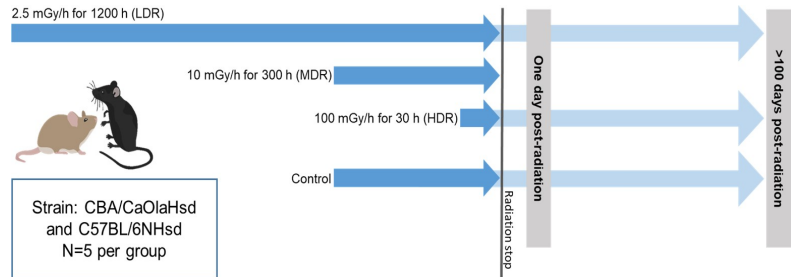 2.5 mGy/h for 1200 h (LDR)
10 mGy/h for 300 h (MDR)
100 mGy/h for 30 h (HDR)
Control
Strain: CBA/CaOlaHsd
and C57BL/6NHsd
N=5 per group
Radiation stop
One day post-radiation
>100 days post-radiation